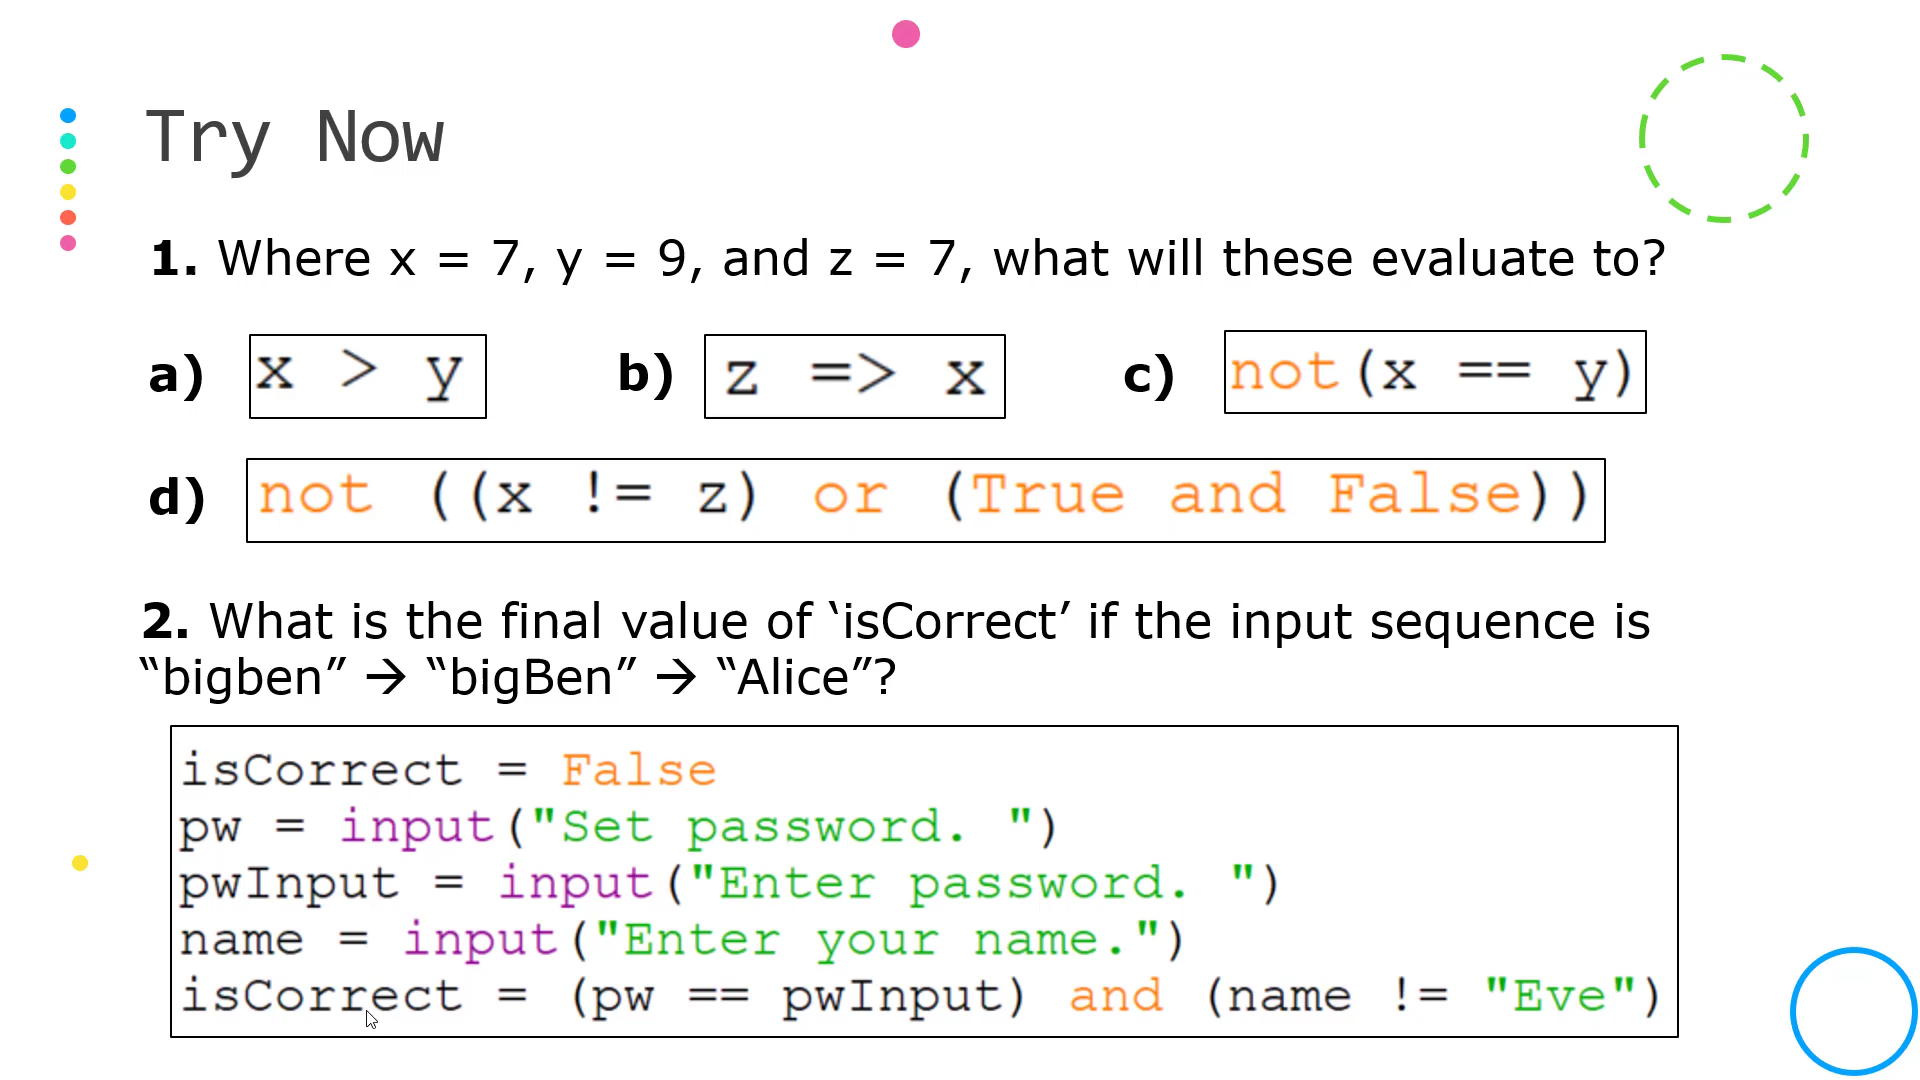 Try Now
1. Where x = 7, y = 9, and z = 7, what will these evaluate to?
a) x > y b) z => x c) not(x == y)
d) not ((x != z) or (True and False))
2. What is the final value of ‘isCorrect’ if the input sequence is
“bigben” → “bigBen” → “Alice”?
isCorrect = False
pw = input("Set password. ")
pwInput = input("Enter password. ")
name = input("Enter your name.")
isCorrect = (pw == pwInput) and (name != "Eve")